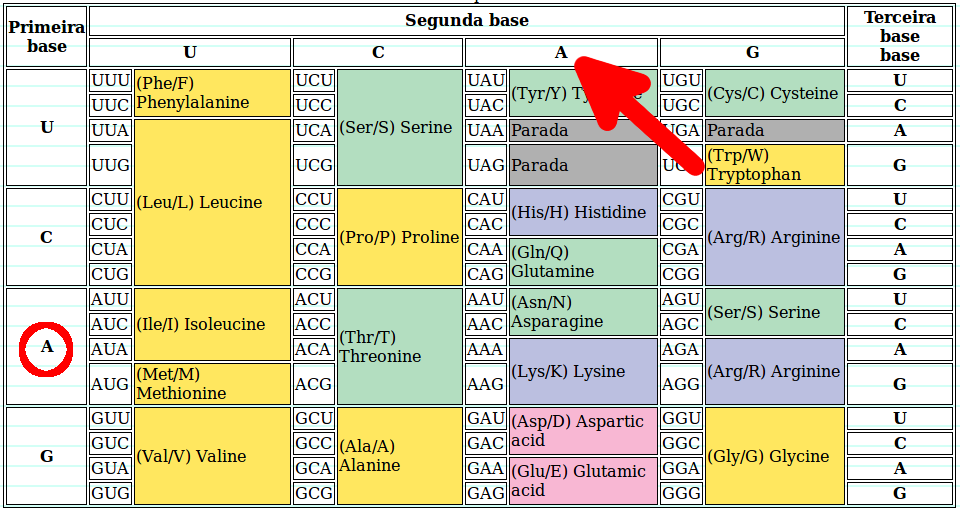 Primeira base Segunda base Terceira base base
U C A G
U UUU (Phe/F) Phenylalanine UCU (Ser/S) Serine UAU (Tyr/Y) UGU (Cys/C) Cysteine U
UUC UCC UAC UGC C
UUA (Leu/L) Leucine UCA UAA Parada UGA Parada A
UUG UCG UAG Parada (Trp/W) Tryptophan G
C CUU CCU (Pro/P) Proline CAU (His/H) Histidine CGU (Arg/R) Arginine U
CUC CCC CAC CGC C
CUA CCA CAA (Gln/Q) Glutamine CGA A
CUG CCG CAG CGG G
A AUU (Ile/I) Isoleucine ACU (Thr/T) Threonine AAU (Asn/N) Asparagine AGU (Ser/S) Serine U
AUC ACC AAC AGC C
AUA ACA AAA (Lys/K) Lysine AGA (Arg/R) Arginine A
AUG (Met/M) Methionine ACG AAG AGG G
G GUU (Val/V) Valine GCU (Ala/A) Alanine GAU (Asp/D) Aspartic acid GGU (Gly/G) Glycine U
GUC GCC GAC GGC C
GUA GCA GAA (Glu/E) Glutamic acid GGA A
GUG GCG GAG GGG G